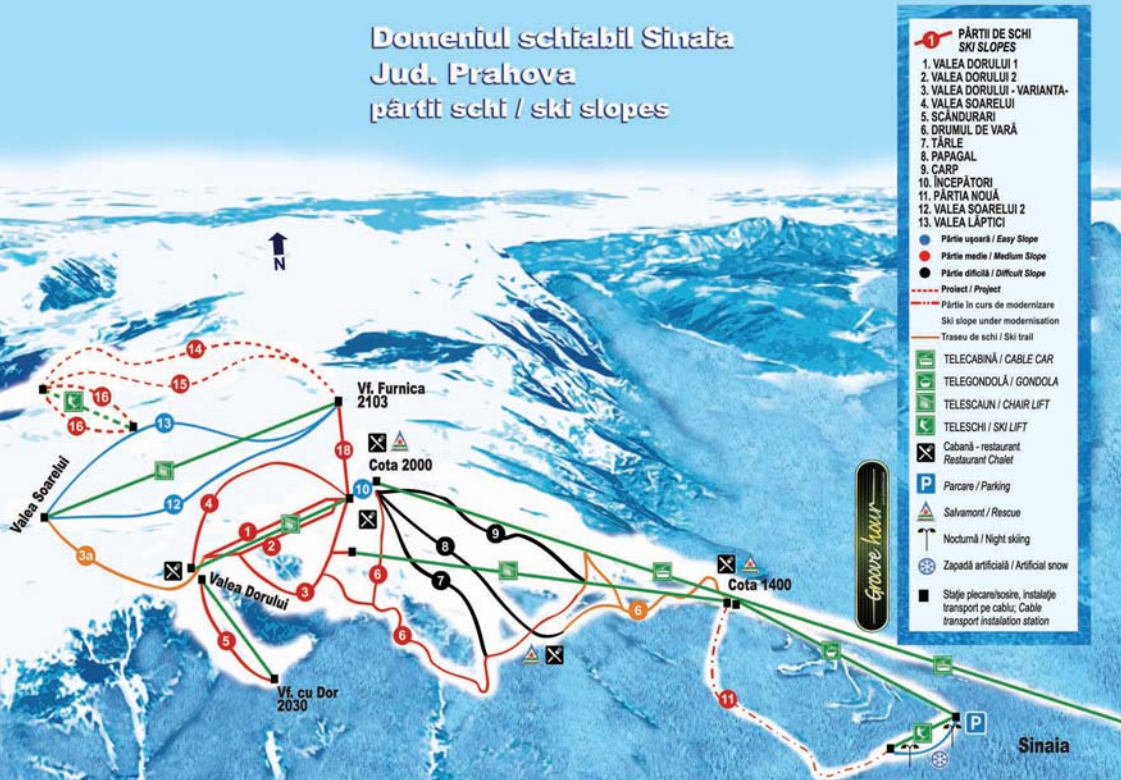 Domeniul schiabil Sinaia
Jud. Prahova
pârtii schi / ski slopes
N
14
15
16
16
13
12
Vf. Furnica
2103
18
Cota 2000
10
Valea Soarelui
3a
4
1
2
3
Valea Dorului
5
Vf. cu Dor
2030
6
6
7
8
9
6
Cota 1400
11
P
Sinaia
Groove hour
1 PÂRTII DE SCHI
SKI SLOPES
1. VALEA DORULUI 1
2. VALEA DORULUI 2
3. VALEA DORULUI - VARIANTA-
4. VALEA SOARELUI
5. SCÂNDURARI
6. DRUMUL DE VARĂ
7. TÂRLE
8. PAPAGAL
9. CARP
10. ÎNCEPĂTORI
11. PÂRTIA NOUĂ
12. VALEA SOARELUI 2
13. VALEA LĂPTICI
Pârtie uşoară / Easy Slope
Pârtie medie / Medium Slope
Pârtie dificilă / Diffcult Slope
Proiect / Project
Pârtie în curs de modernizare
Ski slope under modernisation
Traseu de schi / Ski trail
TELECABINĂ / CABLE CAR
TELEGONDOLĂ / GONDOLA
TELESCAUN / CHAIR LIFT
TELESCHI / SKI LIFT
Cabană - restaurant
Restaurant Chalet
P Parcare / Parking
Salvamont / Rescue
Nocturnă / Night skiing
Zapadă artificială / Artificial snow
Staţie plecare/sosire, instalaţie
transport pe cablu; Cable
transport instalation station